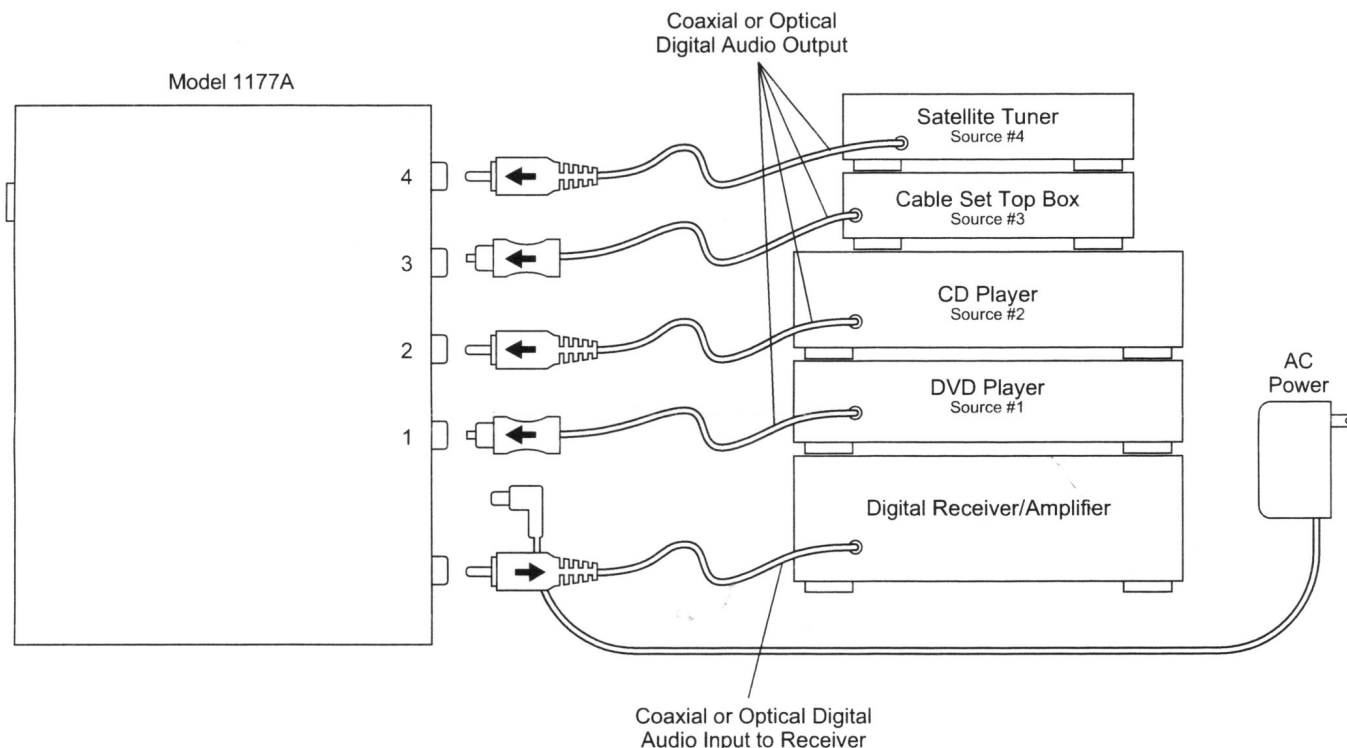 Coaxial or Optical
Digital Audio Output
Model 1177A
Satellite Tuner
Source #4
4
Cable Set Top Box
Source #3
3
CD Player
Source #2
2
AC
Power
DVD Player
Source #1
1
Digital Receiver/Amplifier
Coaxial or Optical Digital
Audio Input to Receiver